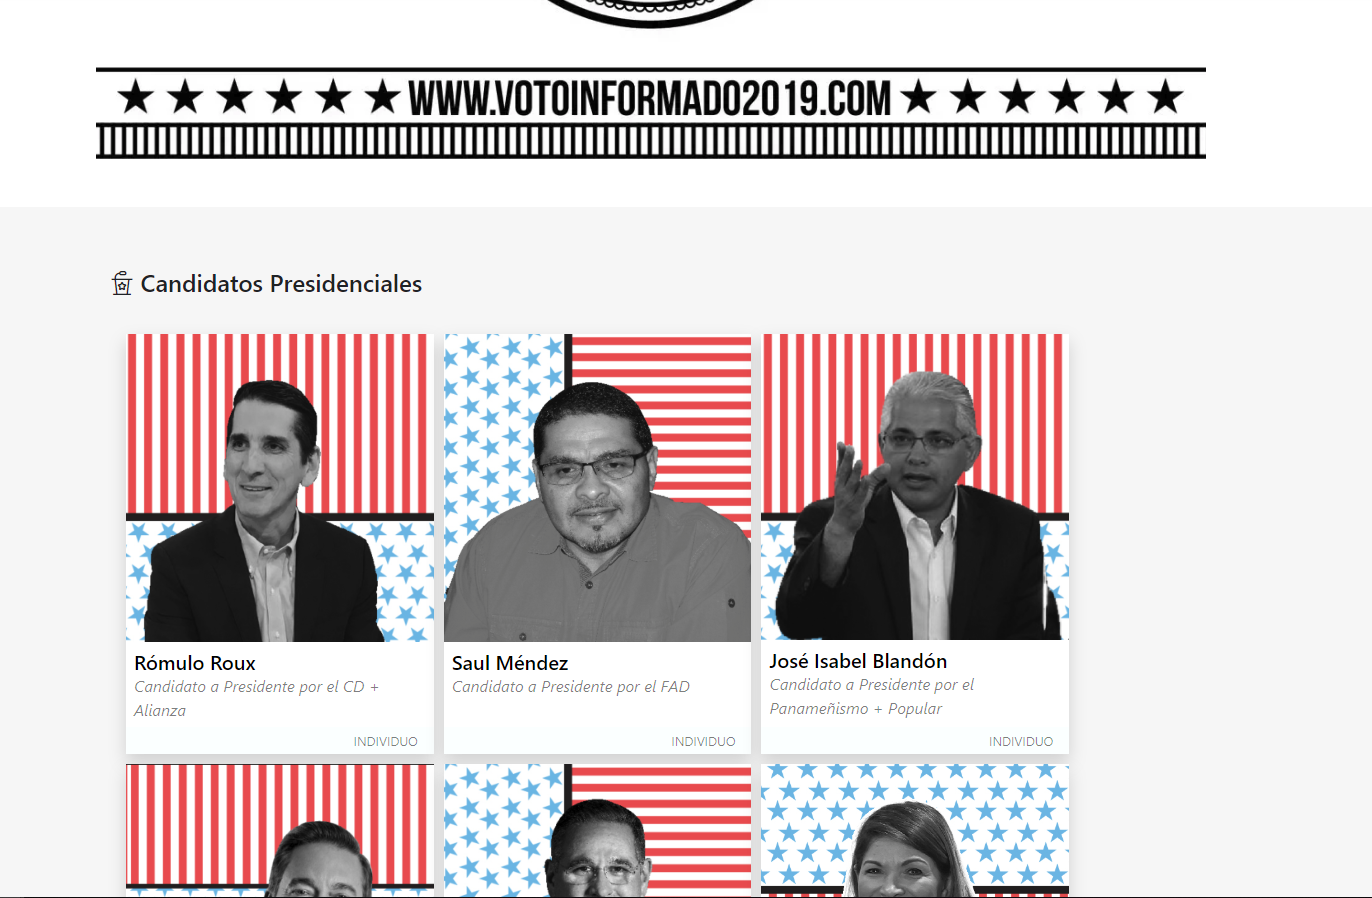 WWW.VOTOINFORMADO2019.COM
Candidatos Presidenciales
Rómulo Roux
Candidato a Presidente por el CD +
Alianza
INDIVIDUO
Saul Méndez
Candidato a Presidente por el FAD
INDIVIDUO
José Isabel Blandón
Candidato a Presidente por el
Panameñismo + Popular
INDIVIDUO